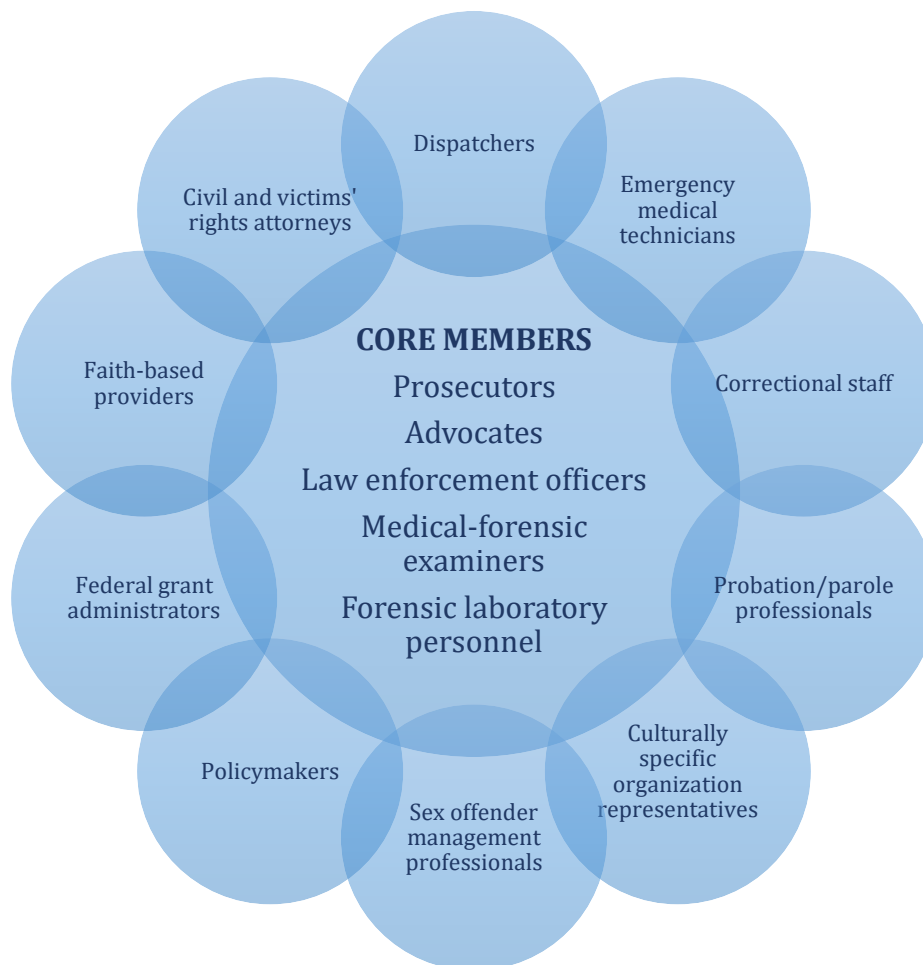 Dispatchers
Emergency
medical
technicians
Correctional staff
Probation/parole
professionals
Culturally
specific
organization
representatives
Sex offender
management
professionals
Policymakers
Federal grant
administrators
Faith-based
providers
Civil and victims'
rights attorneys
CORE MEMBERS
Prosecutors
Advocates
Law enforcement officers
Medical-forensic
examiners
Forensic laboratory
personnel